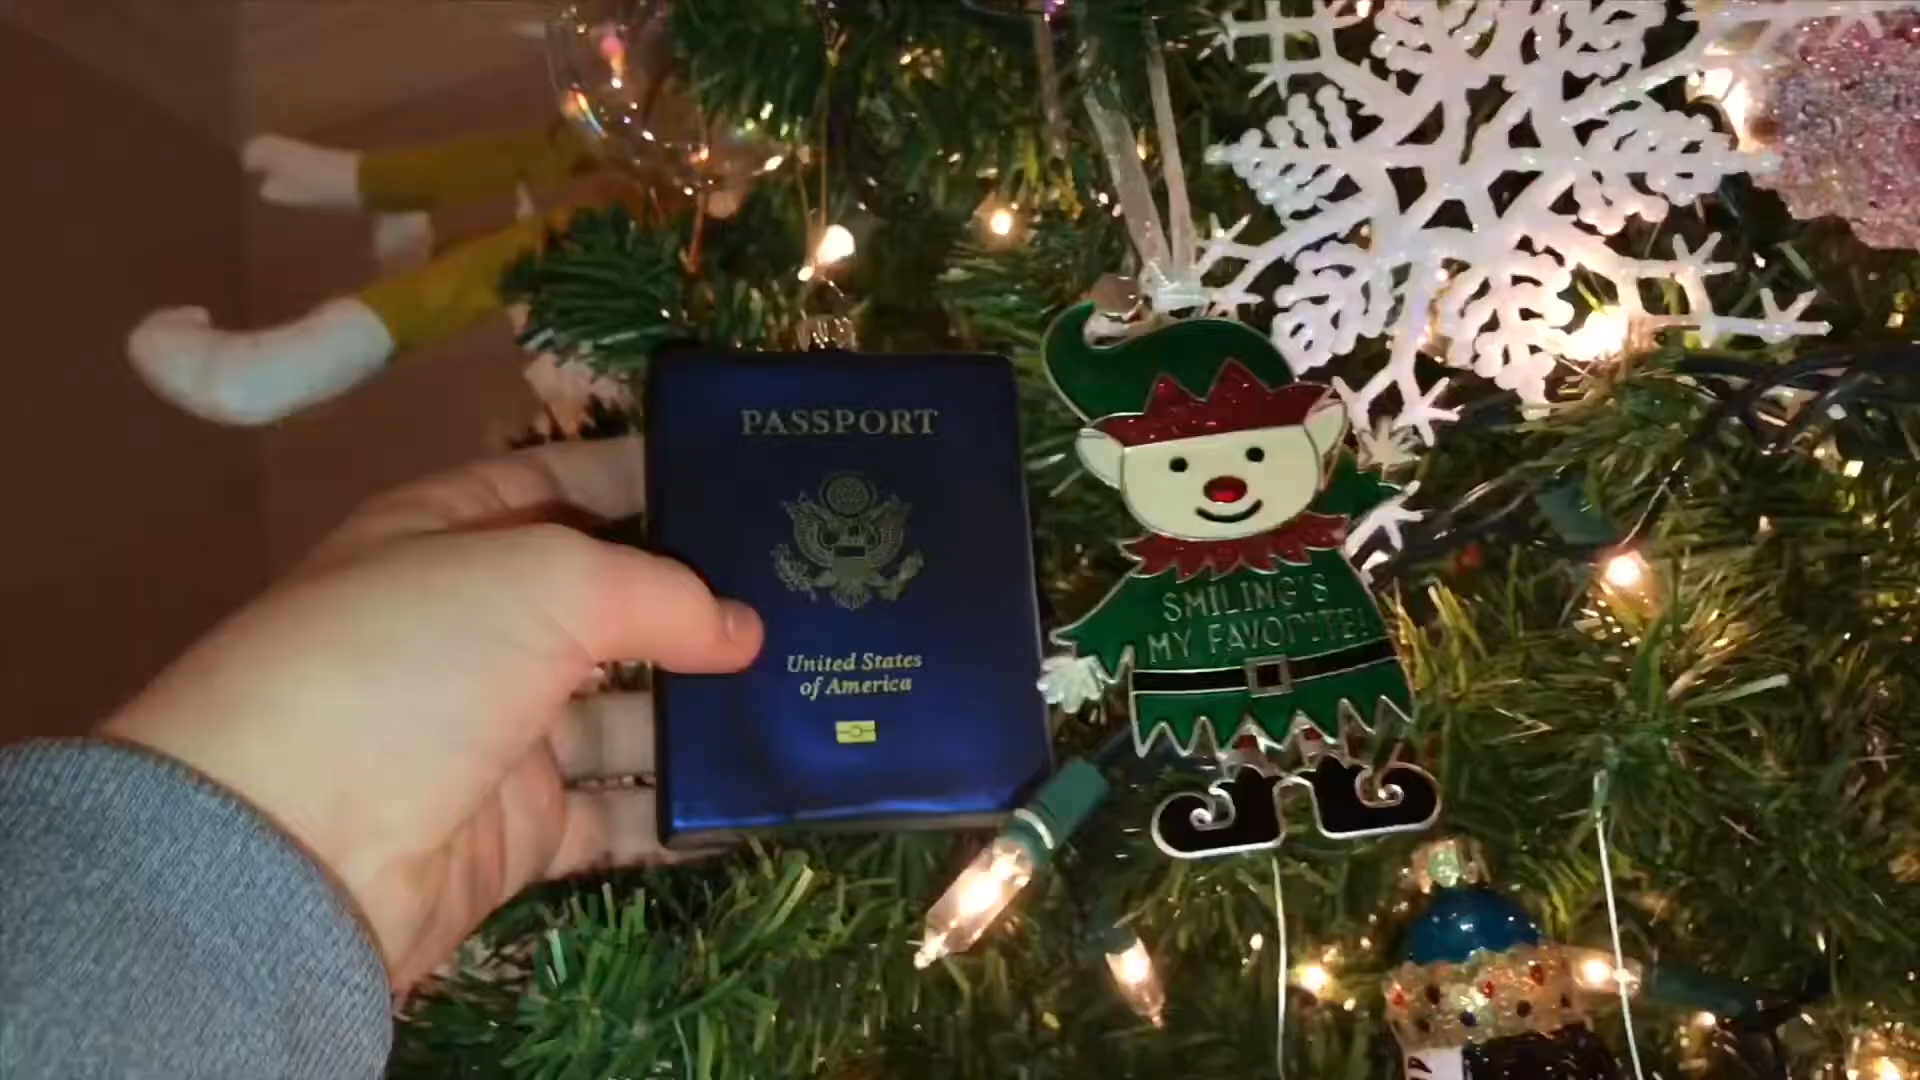 PASSPORT
United States
of America
SMILING'S
MY FAVORITE!